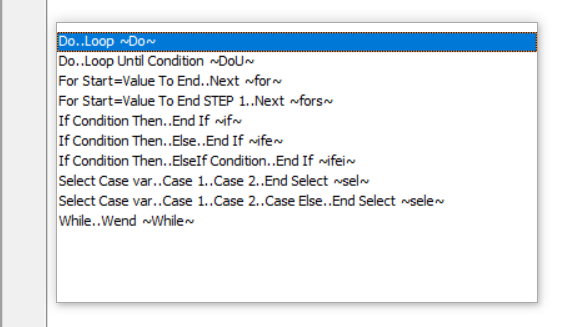 Do..Loop ~Do~
Do..Loop Until Condition ~DoU~
For Start=Value To End..Next ~for~
For Start=Value To End STEP 1..Next ~fors~
If Condition Then..End If ~if~
If Condition Then..Else..End If ~ife~
If Condition Then..ElseIf Condition..End If ~ifei~
Select Case var..Case 1..Case 2..End Select ~sel~
Select Case var..Case 1..Case 2..Case Else..End Select ~sele~
While..Wend ~While~